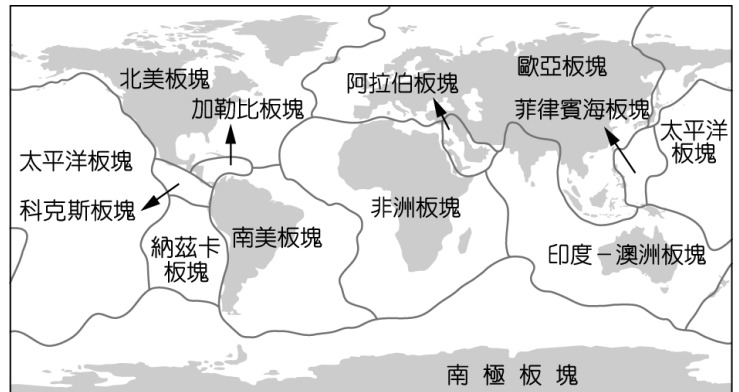 北美板塊
加勒比板塊
阿拉伯板塊
歐亞板塊
菲律賓海板塊
太平洋板塊
太平洋
板塊
科克斯板塊
納茲卡
板塊
南美板塊
非洲板塊
印度－澳洲板塊
南極板塊